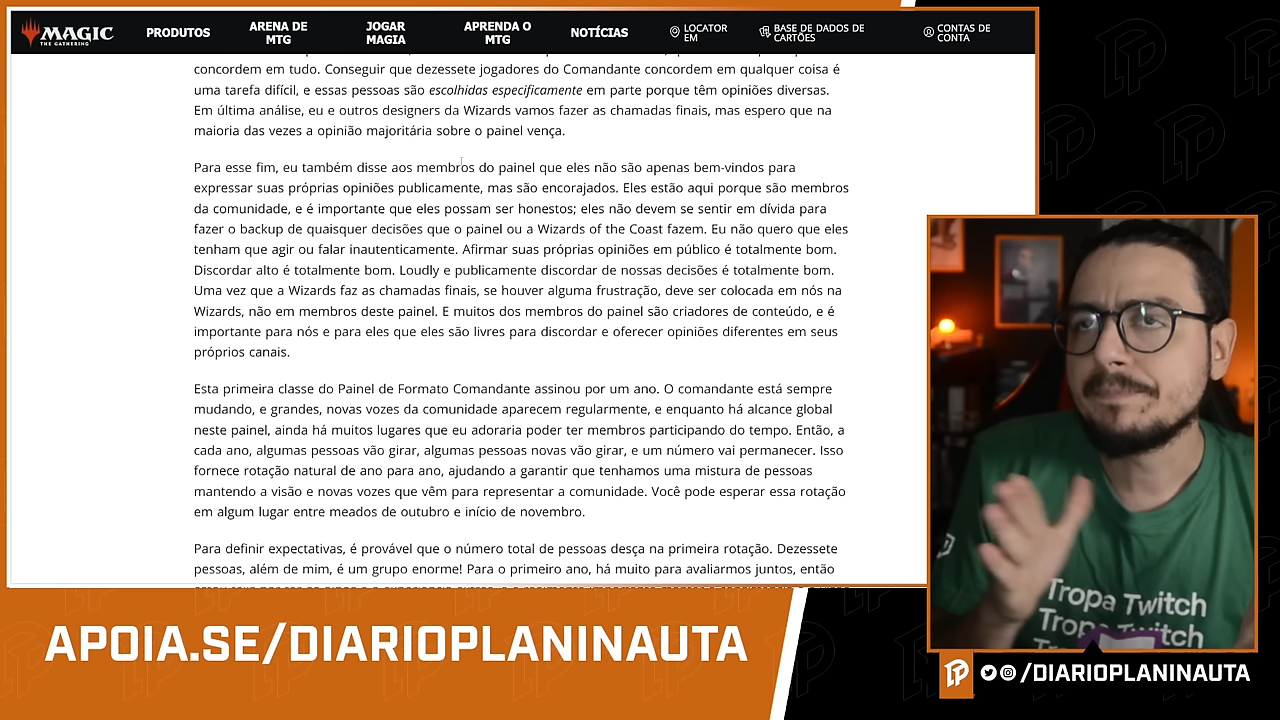 MAGIC
THE GATHERING
PRODUTOS
ARENA DE
MTG
JOGAR
MAGIA
APRENDA O
MTG
NOTÍCIAS
LOCATOR
EM
BASE DE DADOS DE
CARTÕES
CONTAS DE
CONTA
concordem em tudo. Conseguir que dezessete jogadores do Comandante concordem em qualquer coisa é
uma tarefa difícil, e essas pessoas são escolhidas especificamente em parte porque têm opiniões diversas.
Em última análise, eu e outros designers da Wizards vamos fazer as chamadas finais, mas espero que na
maioria das vezes a opinião majoritária sobre o painel vença.
Para esse fim, eu também disse aos membros do painel que eles não são apenas bem-vindos para
expressar suas próprias opiniões publicamente, mas são encorajados. Eles estão aqui porque são membros
da comunidade, e é importante que eles possam ser honestos; eles não devem se sentir em dívida para
fazer o backup de quaisquer decisões que o painel ou a Wizards of the Coast fazem. Eu não quero que eles
tenham que agir ou falar inautenticamente. Afirmar suas próprias opiniões em público é totalmente bom.
Discordar alto é totalmente bom. Loudly e publicamente discordar de nossas decisões é totalmente bom.
Uma vez que a Wizards faz as chamadas finais, se houver alguma frustração, deve ser colocada em nós na
Wizards, não em membros deste painel. E muitos dos membros do painel são criadores de conteúdo, e é
importante para nós e para eles que eles são livres para discordar e oferecer opiniões diferentes em seus
próprios canais.
Esta primeira classe do Painel de Formato Comandante assinou por um ano. O comandante está sempre
mudando, e grandes, novas vozes da comunidade aparecem regularmente, e enquanto há alcance global
neste painel, ainda há muitos lugares que eu adoraria poder ter membros participando do tempo. Então, a
cada ano, algumas pessoas vão girar, algumas pessoas novas vão girar, e um número vai permanecer. Isso
fornece rotação natural de ano para ano, ajudando a garantir que tenhamos uma mistura de pessoas
mantendo a visão e novas vozes que vêm para representar a comunidade. Você pode esperar essa rotação
em algum lugar entre meados de outubro e início de novembro.
Para definir expectativas, é provável que o número total de pessoas desça na primeira rotação. Dezessete
pessoas, além de mim, é um grupo enorme! Para o primeiro ano, há muito para avaliarmos juntos, então
Tropa Twitch
Tropa Twitch
APOIA.SE/DIARIOPLANINAUTA
/DIARIOPLANINAUTA